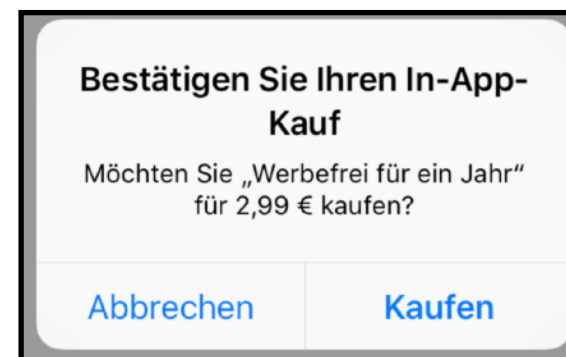 Bestätigen Sie Ihren In-App-
Kauf
Möchten Sie „Werbefrei für ein Jahr“
für 2,99 € kaufen?
Abbrechen
Kaufen